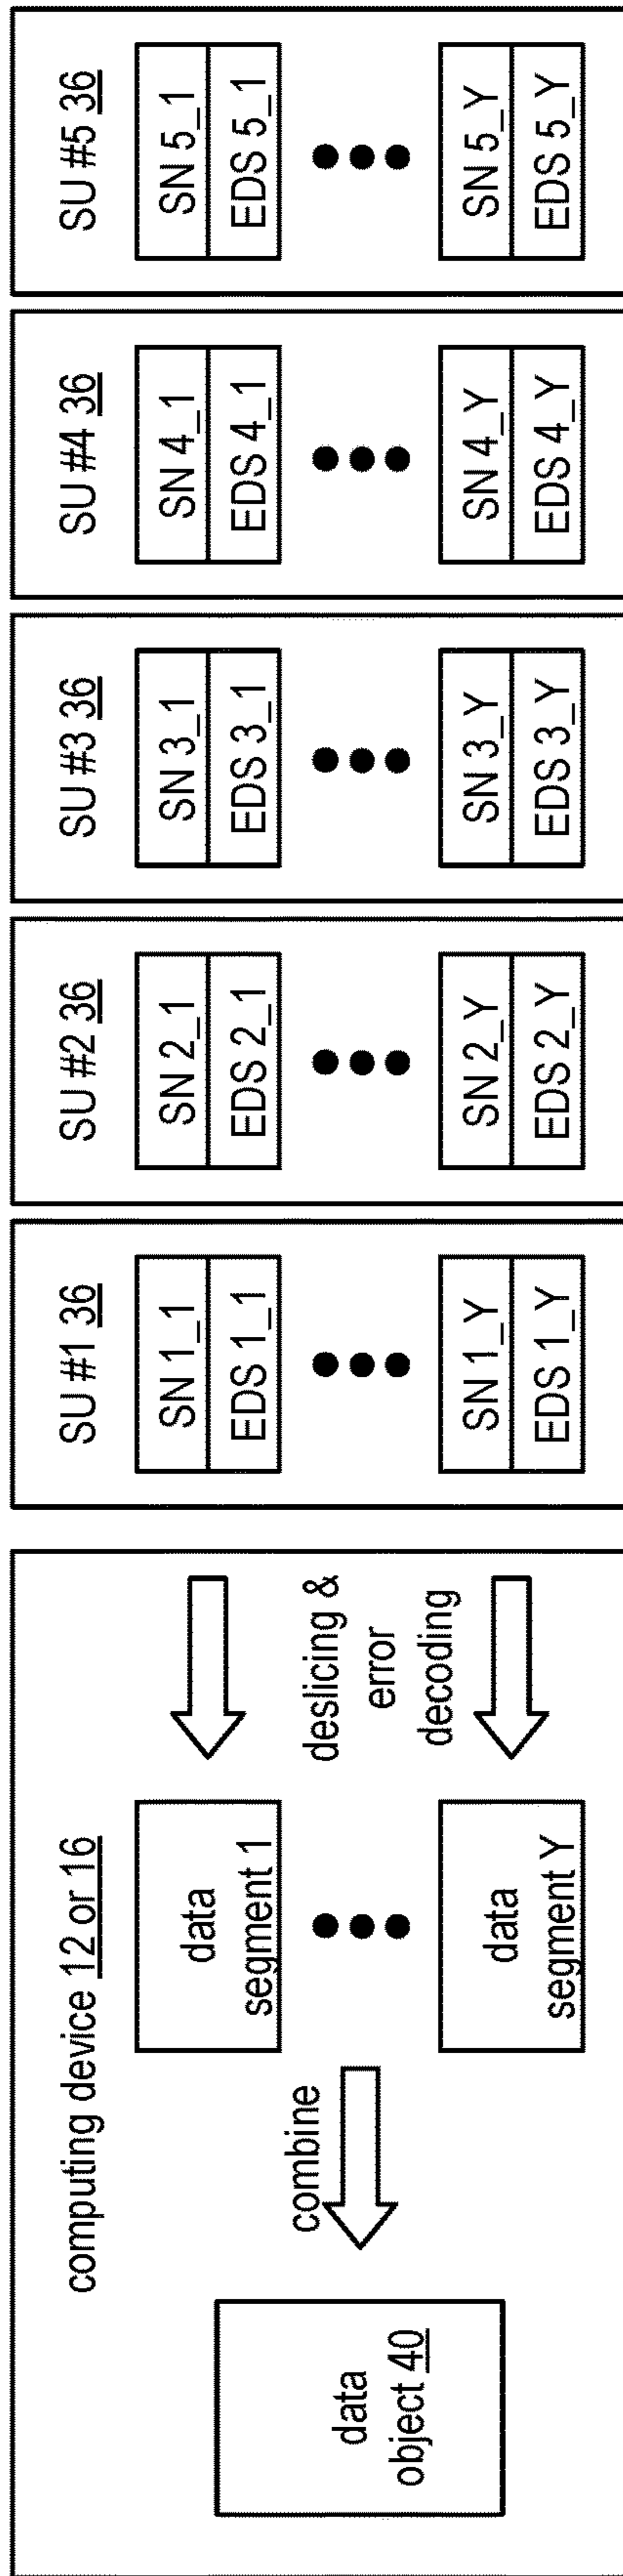 computing device 12 or 16
data
object 40
combine
data
segment 1
data
segment Y
deslicing &
error
decoding
SU #1 36
SN 1_1
EDS 1_1
SN 1_Y
EDS 1_Y
SU #2 36
SN 2_1
EDS 2_1
SN 2_Y
EDS 2_Y
SU #3 36
SN 3_1
EDS 3_1
SN 3_Y
EDS 3_Y
SU #4 36
SN 4_1
EDS 4_1
SN 4_Y
EDS 4_Y
SU #5 36
SN 5_1
EDS 5_1
SN 5_Y
EDS 5_Y